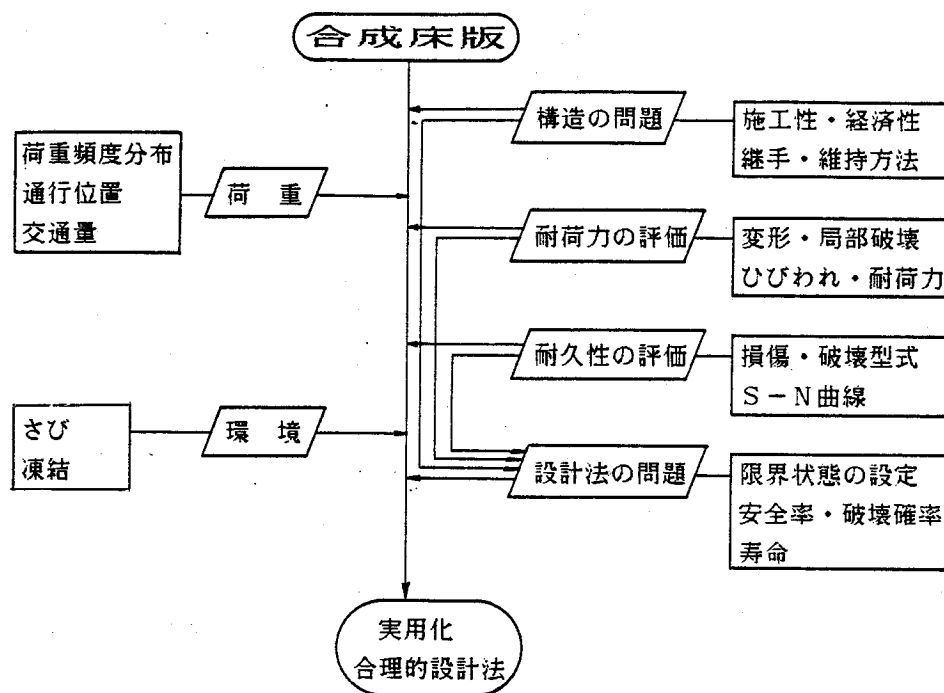 合成床版
構造の問題
施工性・経済性
継手・維持方法
荷重頻度分布
通行位置
交通量
荷 重
耐荷力の評価
変形・局部破壊
ひびわれ・耐荷力
耐久性の評価
損傷・破壊型式
S-N曲線
さび
凍結
環 境
設計法の問題
限界状態の設定
安全率・破壊確率
寿命
実用化
合理的設計法